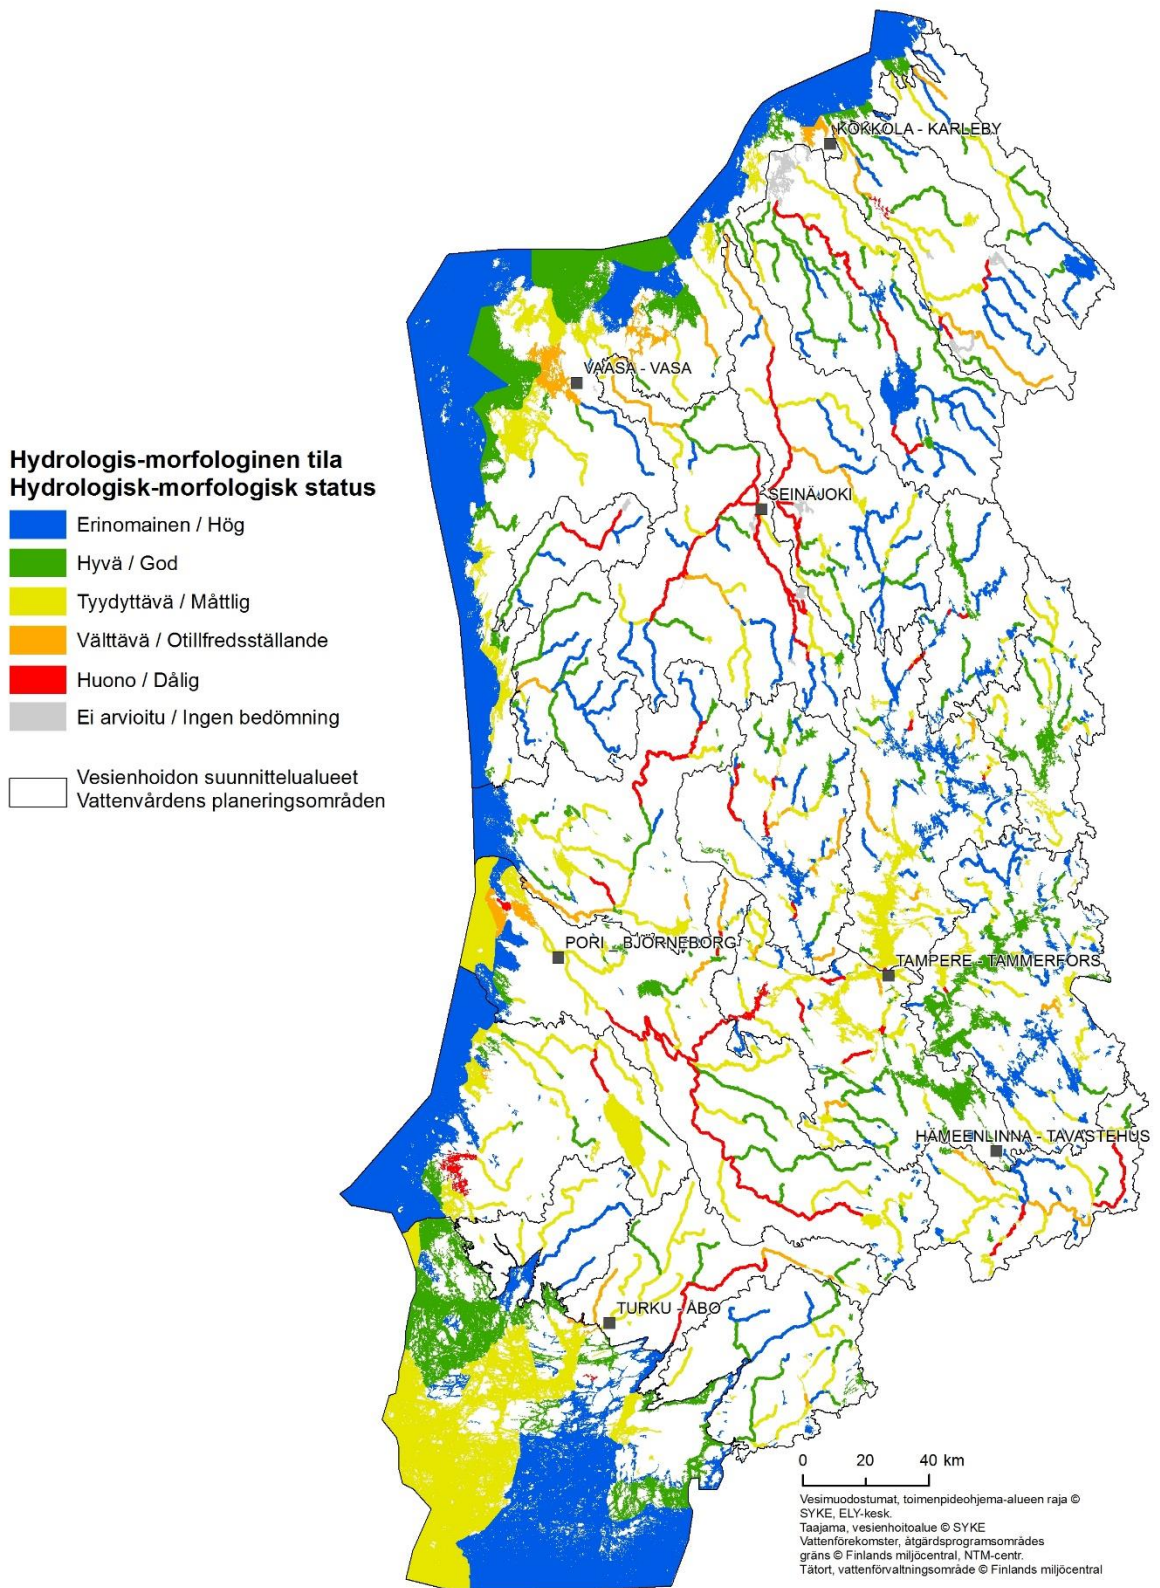 KOKKOLA - KARLEBY
VAASA - VASA
Hydrologis-morfologinen tila
Hydrologisk-morfologisk status
Erinomainen / Hög
Hyvä / God
Tyydyttävä / Måttlig
Välttävä / Otillfredsställande
Huono / Dålig
Ei arvioitu / Ingen bedömning
Vesienhoidon suunnittelualueet
Vattenvårdens planeringsområden
SEINÄJOKI
PORI - BJÖRNEBORG
TAMPERE - TAMMERFORS
HÄMEENLINNA - TAVASTEHUS
TURKU - ÅBO
0 20 40 km
Vesimuodostumat, toimenpideohjema-alueen raja ©
SYKE, ELY-kesk.
Taajama, vesienhoitoalue © SYKE
Vattenförekomster, åtgärdsprogramsområdes
gräns © Finlands miljöcentral, NTM-centr.
Tätort, vattenförvaltningsområde © Finlands miljöcentral